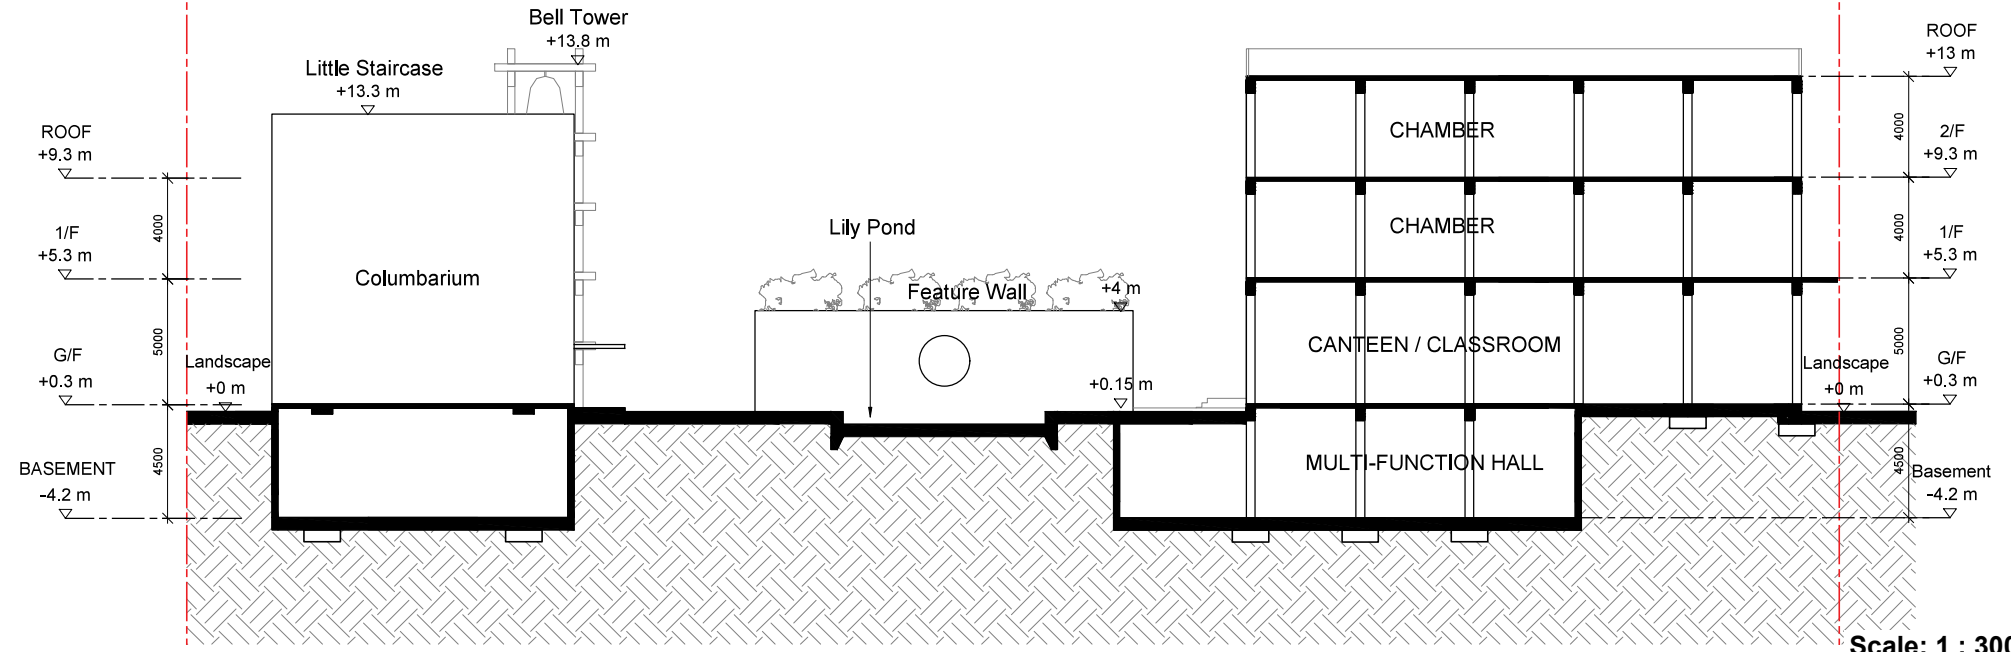 Bell Tower
+13.8 m
Little Staircase
+13.3 m
ROOF
+9.3 m
1/F
+5.3 m
G/F
+0.3 m
BASEMENT
-4.2 m
4000
5000
4500
Landscape
+0 m
Columbarium
Lily Pond
Feature Wall
+4 m
+0.15 m
CHAMBER
CHAMBER
CANTEEN / CLASSROOM
MULTI-FUNCTION HALL
Landscape
+0 m
4000
4000
5000
4500
ROOF
+13 m
2/F
+9.3 m
1/F
+5.3 m
G/F
+0.3 m
Basement
-4.2 m
Scale: 1 : 300